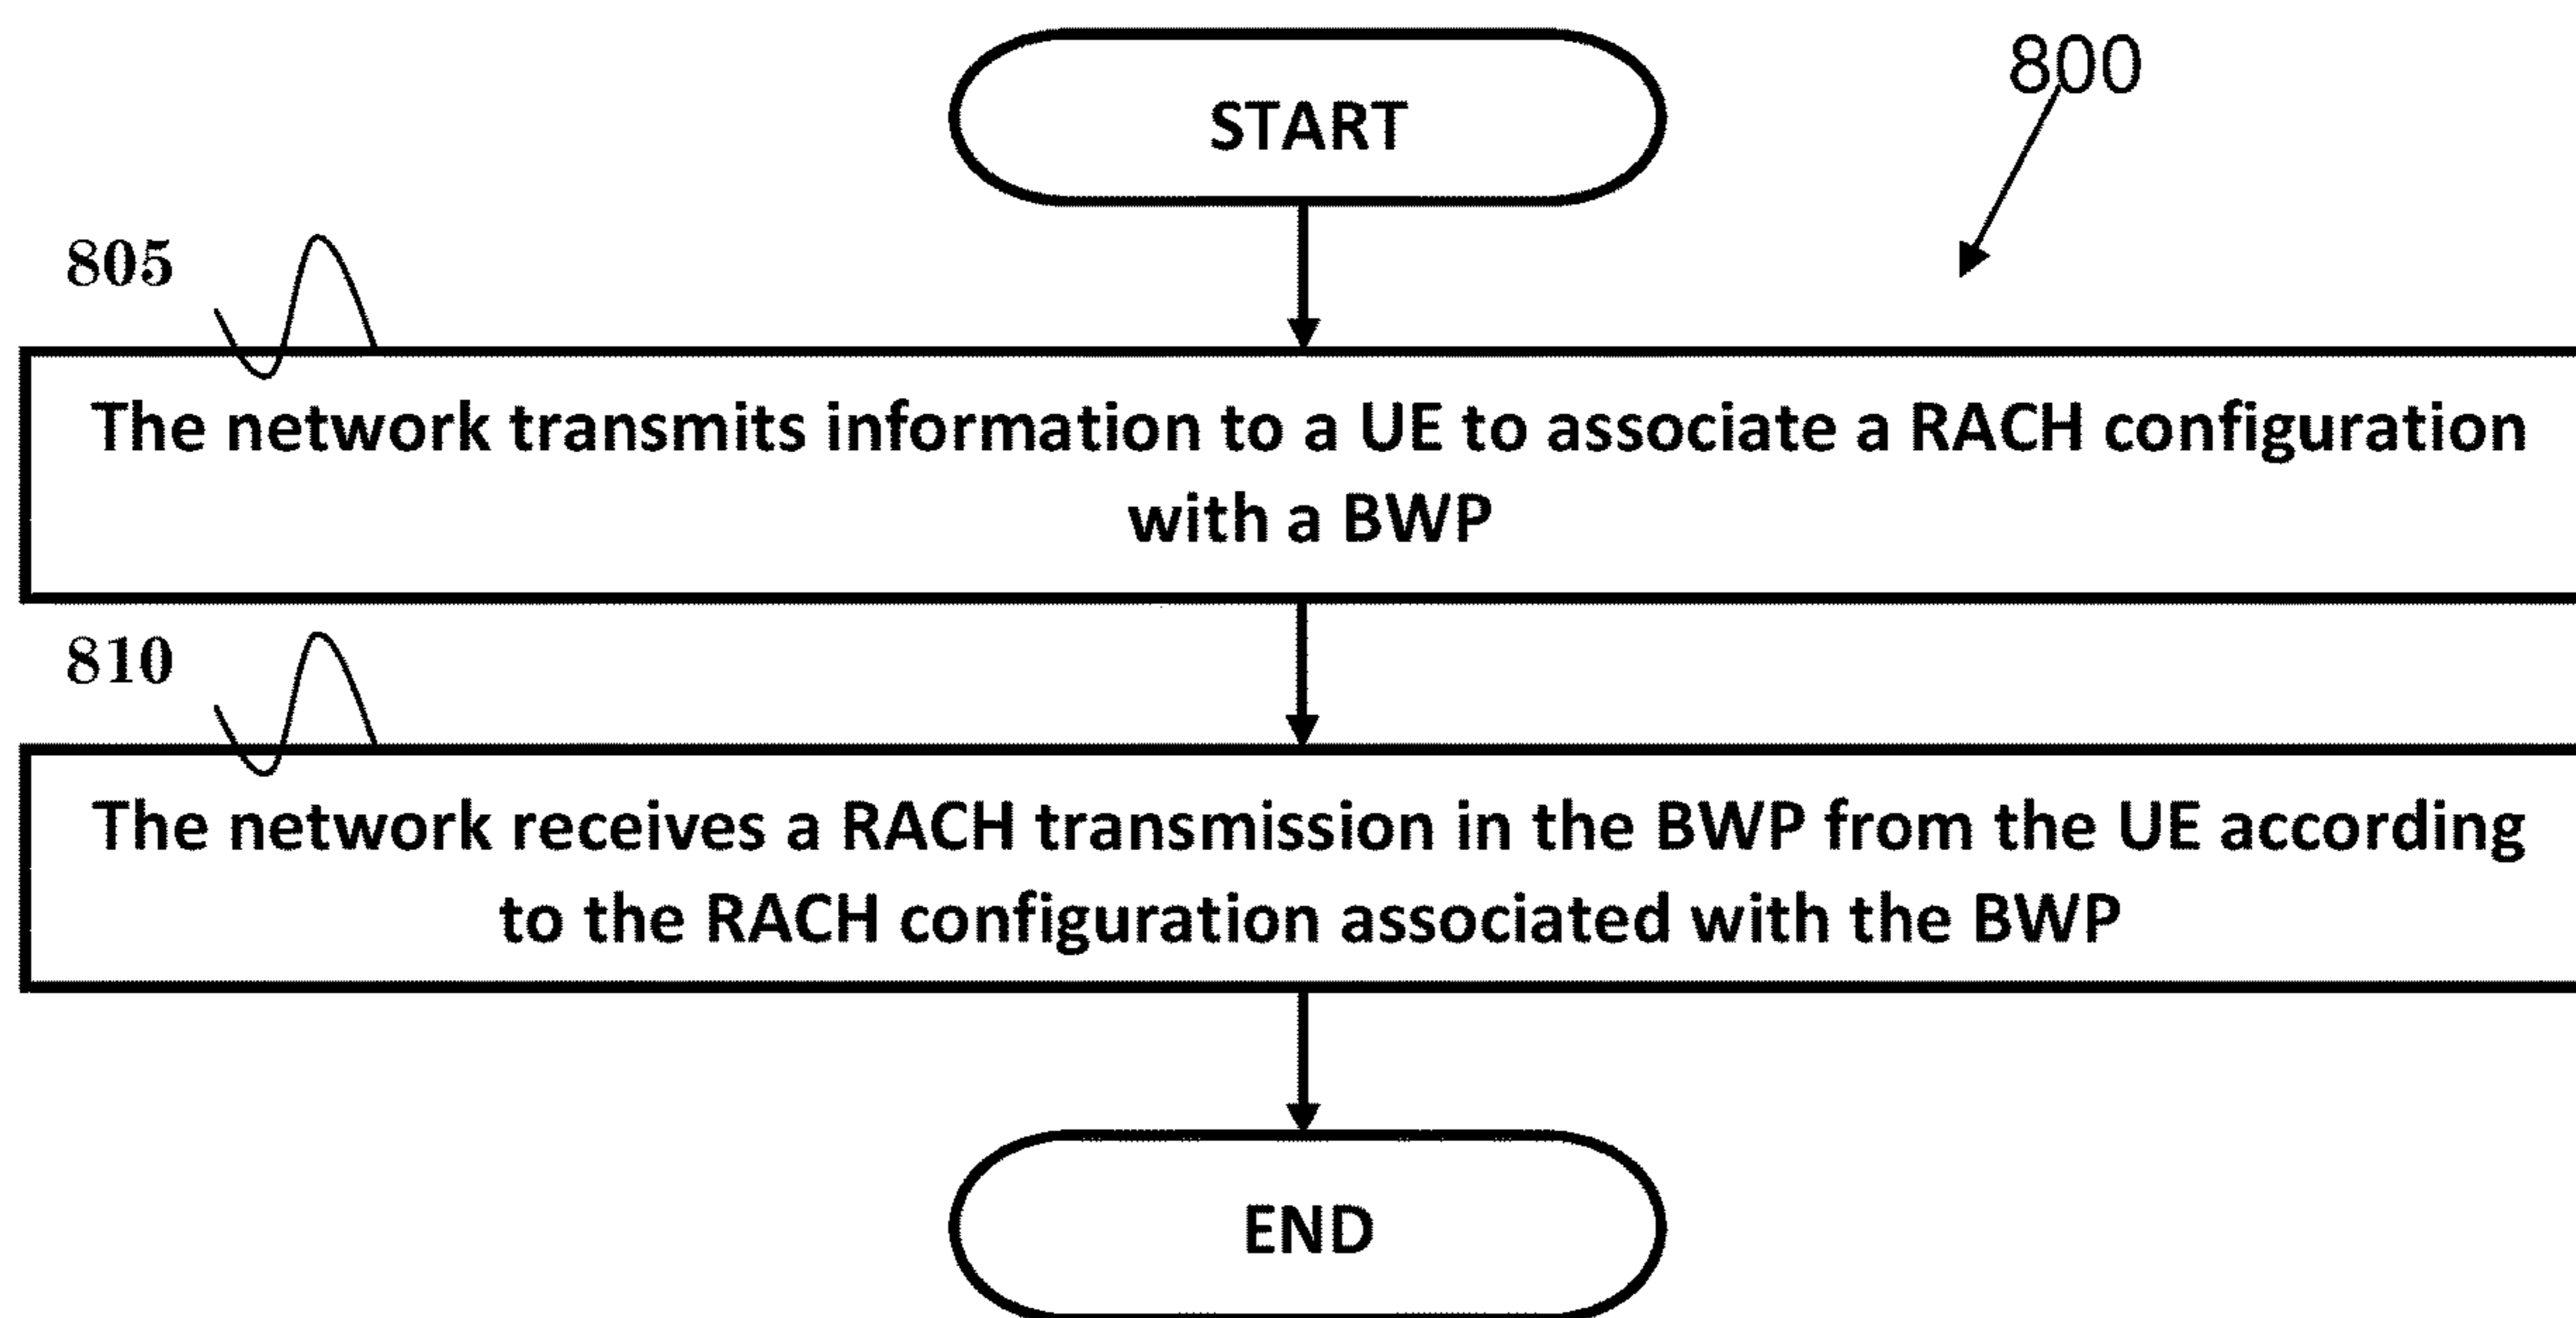 START
800
805
The network transmits information to a UE to associate a RACH configuration
with a BWP
810
The network receives a RACH transmission in the BWP from the UE according
to the RACH configuration associated with the BWP
END